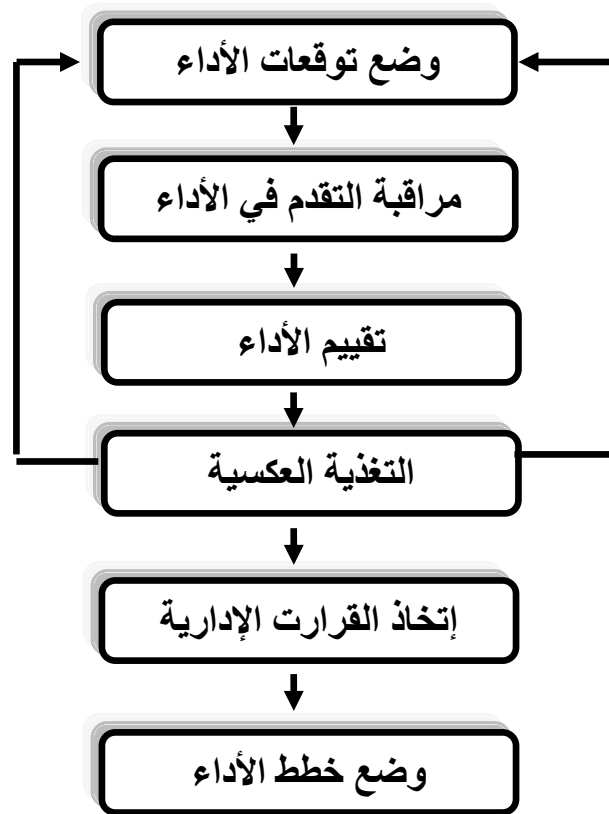 وضع توقعات الأداء
مراقبة التقدم في الأداء
تقييم الأداء
التغذية العكسية
إتخاذ القرارت الإدارية
وضع خطط الأداء